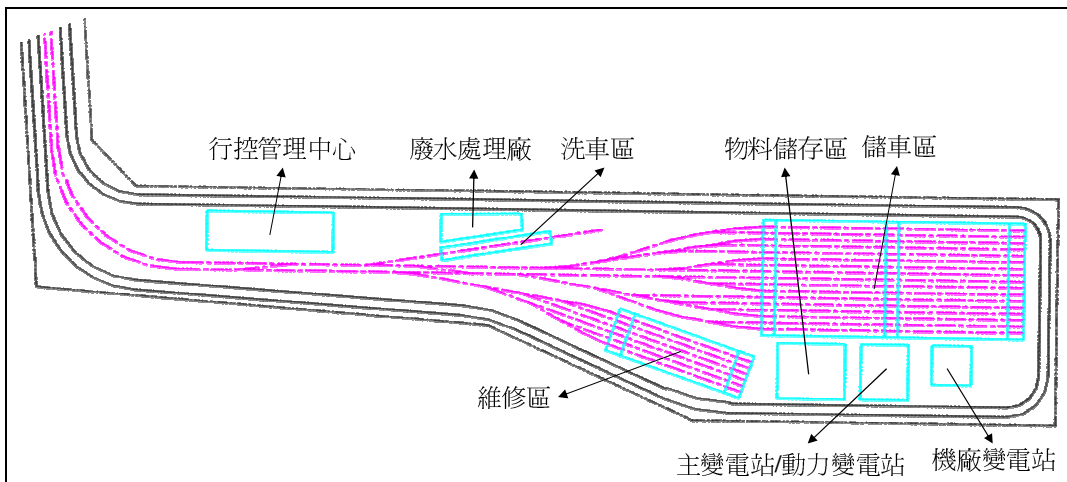 行控管理中心
廢水處理廠
洗車區
物料儲存區
儲車區
維修區
主變電站/動力變電站
機廠變電站